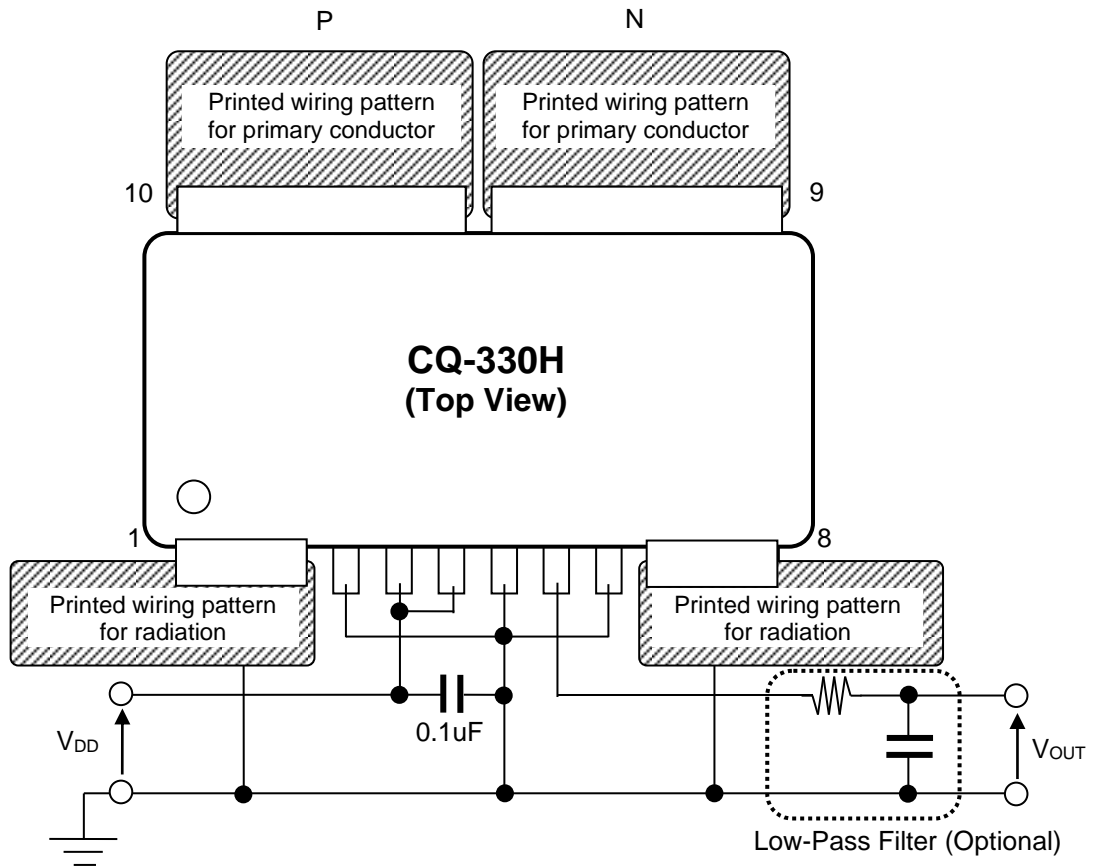 P
N
Printed wiring pattern
for primary conductor
Printed wiring pattern
for primary conductor
10
9
CQ-330H
(Top View)
1
8
Printed wiring pattern
for radiation
Printed wiring pattern
for radiation
0.1uF
VDD
VOUT
Low-Pass Filter (Optional)